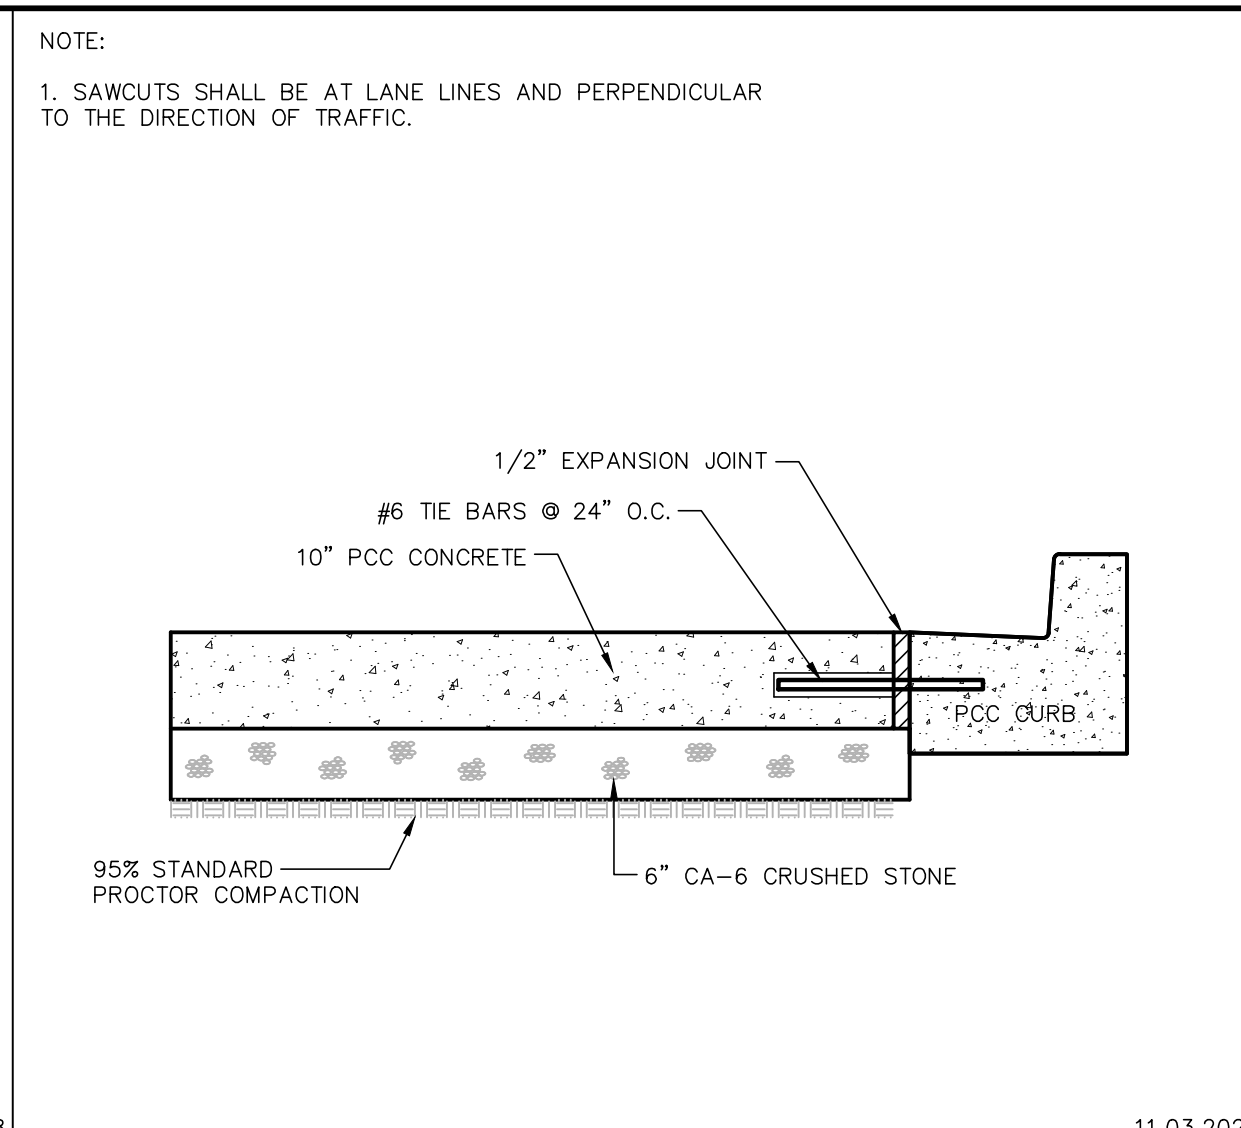 NOTE:
1. SAWCUTS SHALL BE AT LANE LINES AND PERPENDICULAR
TO THE DIRECTION OF TRAFFIC.
1/2” EXPANSION JOINT
#6 TIE BARS @ 24” O.C.
10” PCC CONCRETE
PCC CURB
95% STANDARD
PROCTOR COMPACTION
6” CA-6 CRUSHED STONE